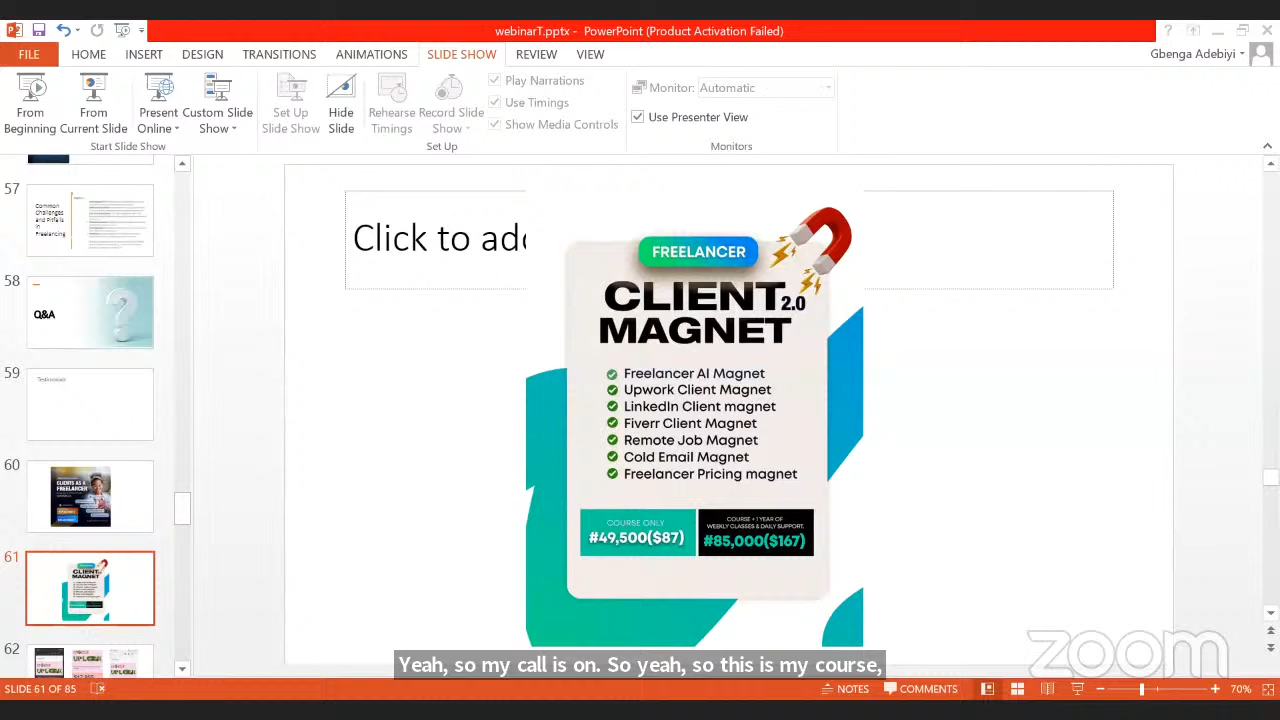 webinarT.pptx - PowerPoint (Product Activation Failed)
FILE HOME INSERT DESIGN TRANSITIONS ANIMATIONS SLIDE SHOW REVIEW VIEW
Gbenga Adebiyi
From Beginning
From Current Slide
Present Online
Custom Slide Show
Set Up Slide Show
Hide Slide
Rehearse Timings
Record Slide Show
Play Narrations
Use Timings
Show Media Controls
Monitor: Automatic
Use Presenter View
Start Slide Show
Set Up
Monitors
57
Common Challenges and Pitfalls in Freelancing
58
Q&A
59
Testimonials
60
CLIENTS AS A
FREELANCER
61
CLIENT
MAGNET
62
Click to add
FREELANCER
CLIENT 2.0
MAGNET
Freelancer AI Magnet
Upwork Client Magnet
LinkedIn Client magnet
Fiverr Client Magnet
Remote Job Magnet
Cold Email Magnet
Freelancer Pricing magnet
COURSE ONLY
#49,500($87)
COURSE + 1 YEAR OF
WEEKLY CLASSES & DAILY SUPPORT.
#85,000($167)
Yeah, so my call is on. So yeah, so this is my course,
zoom
SLIDE 61 OF 85
NOTES
COMMENTS
70%